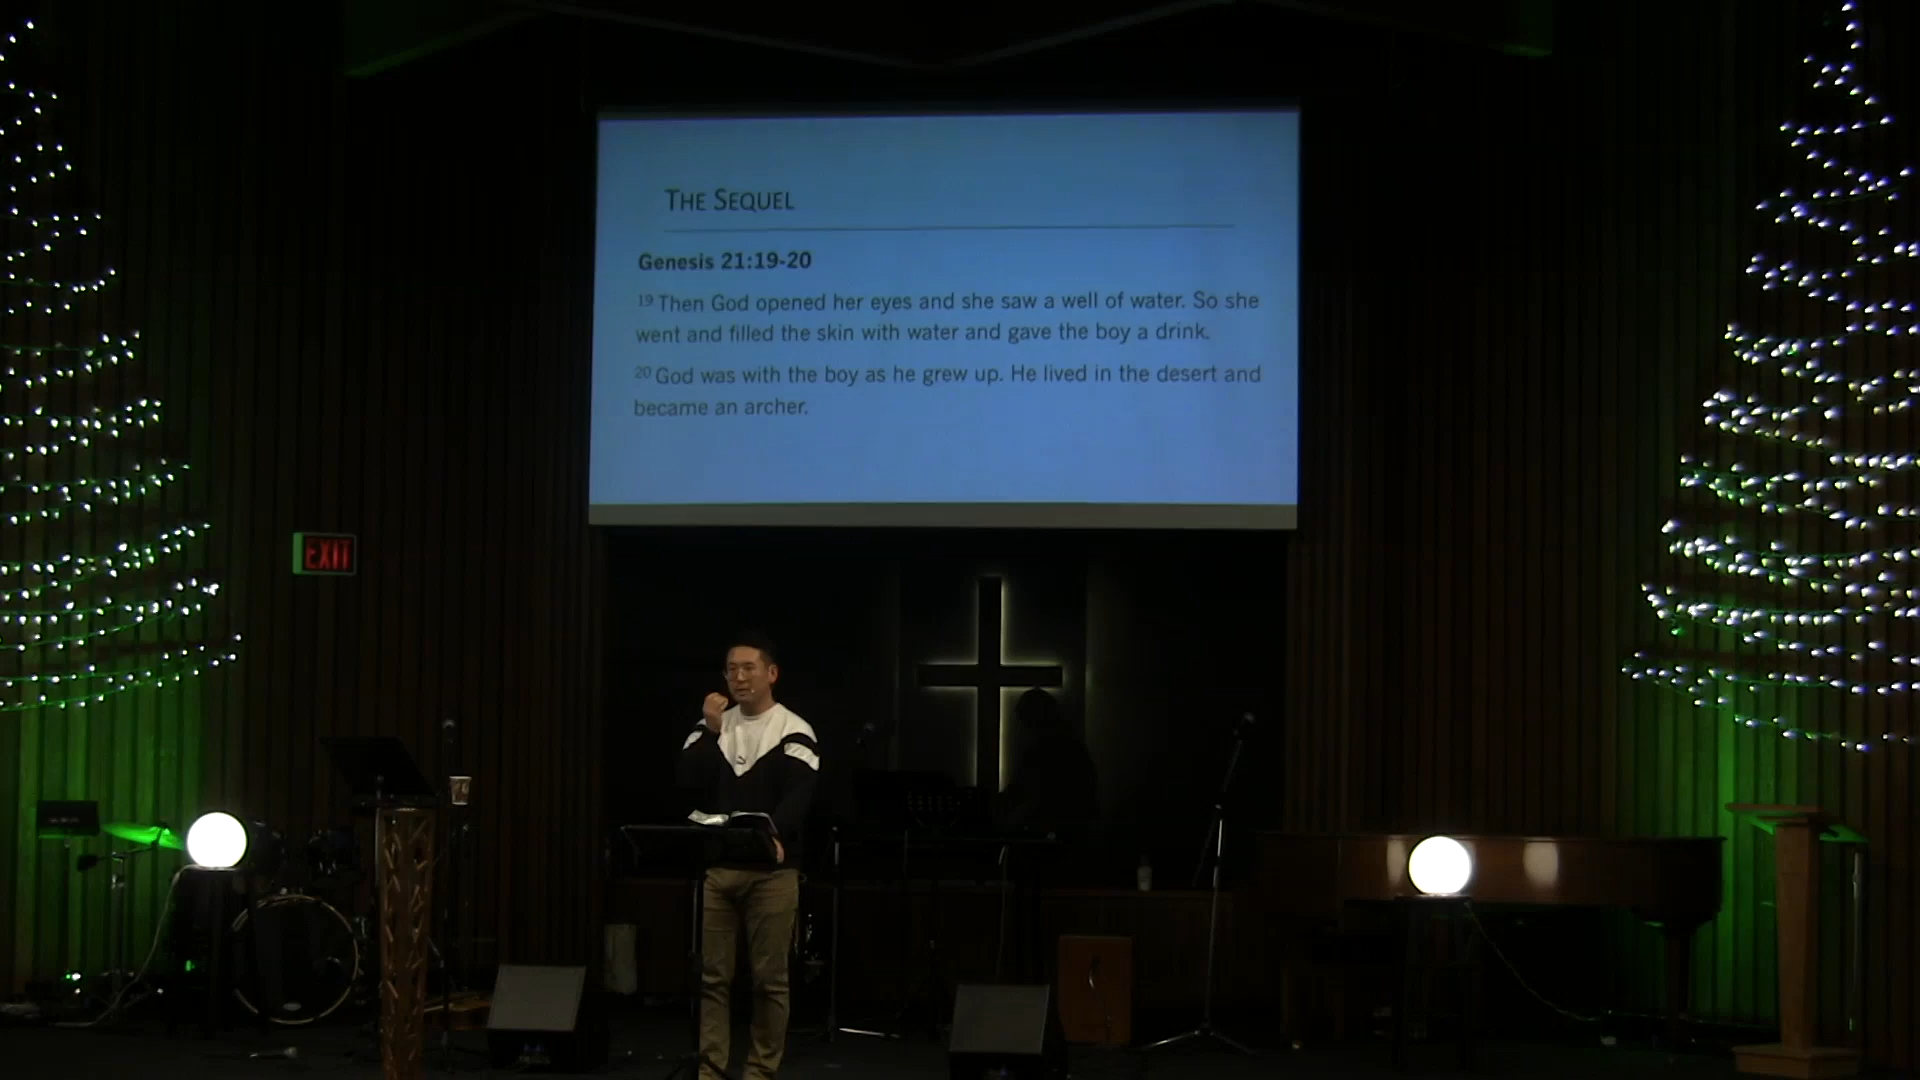 THE SEQUEL
Genesis 21:19-20
19 Then God opened her eyes and she saw a well of water. So she
went and filled the skin with water and gave the boy a drink.
20 God was with the boy as he grew up. He lived in the desert and
became an archer.
EXIT